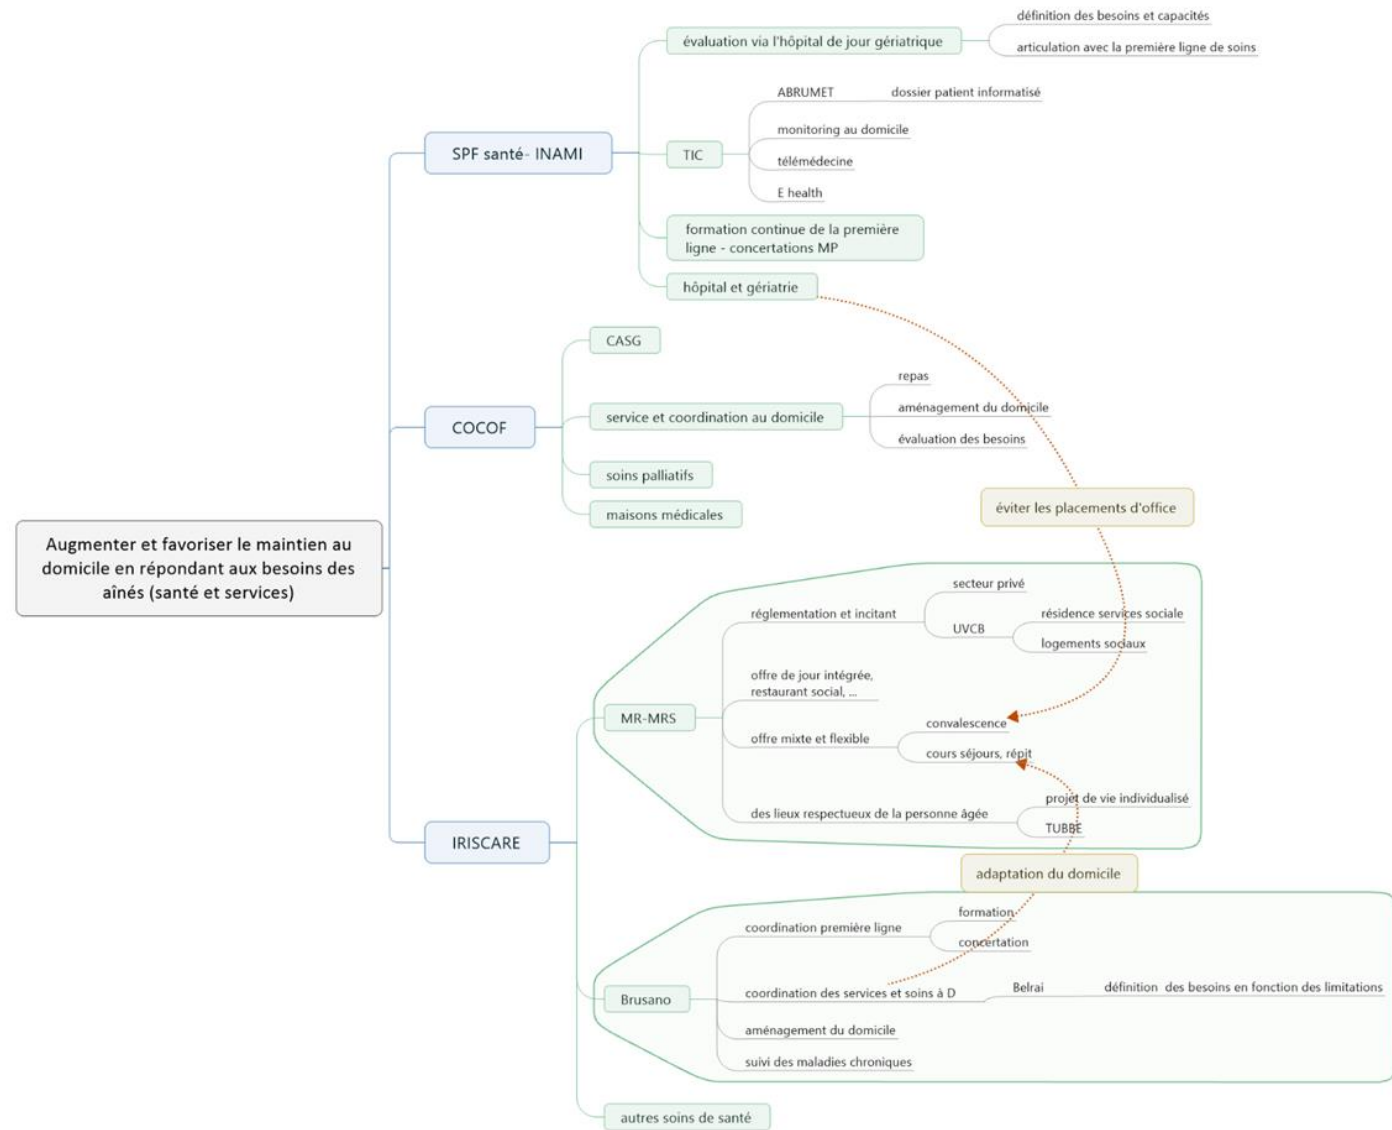 définition des besoins et capacités
évaluation via l'hôpital de jour gériatrique
articulation avec la première ligne de soins
ABRUMET
dossier patient informatisé
monitoring au domicile
SPF santé- INAMI
TIC
télémédecine
E health
formation continue de la première
ligne - concertations MP
hôpital et gériatrie
CASG
repas
COCOF
service et coordination au domicile
aménagement du domicile
évaluation des besoins
soins palliatifs
maisons médicales
éviter les placements d'office
Augmenter et favoriser le maintien au
domicile en répondant aux besoins des
aînés (santé et services)
secteur privé
réglementation et incitant
UVCB
résidence services sociale
logements sociaux
offre de jour intégrée,
restaurant social, ...
MR-MRS
convalescence
offre mixte et flexible
cours séjours, répit
projet de vie individualisé
des lieux respectueux de la personne âgée
TUBBE
IRISCARE
adaptation du domicile
formation
coordination première ligne
concertation
Brusano
coordination des services et soins à D
Belrai
définition des besoins en fonction des limitations
aménagement du domicile
suivi des maladies chroniques
autres soins de santé